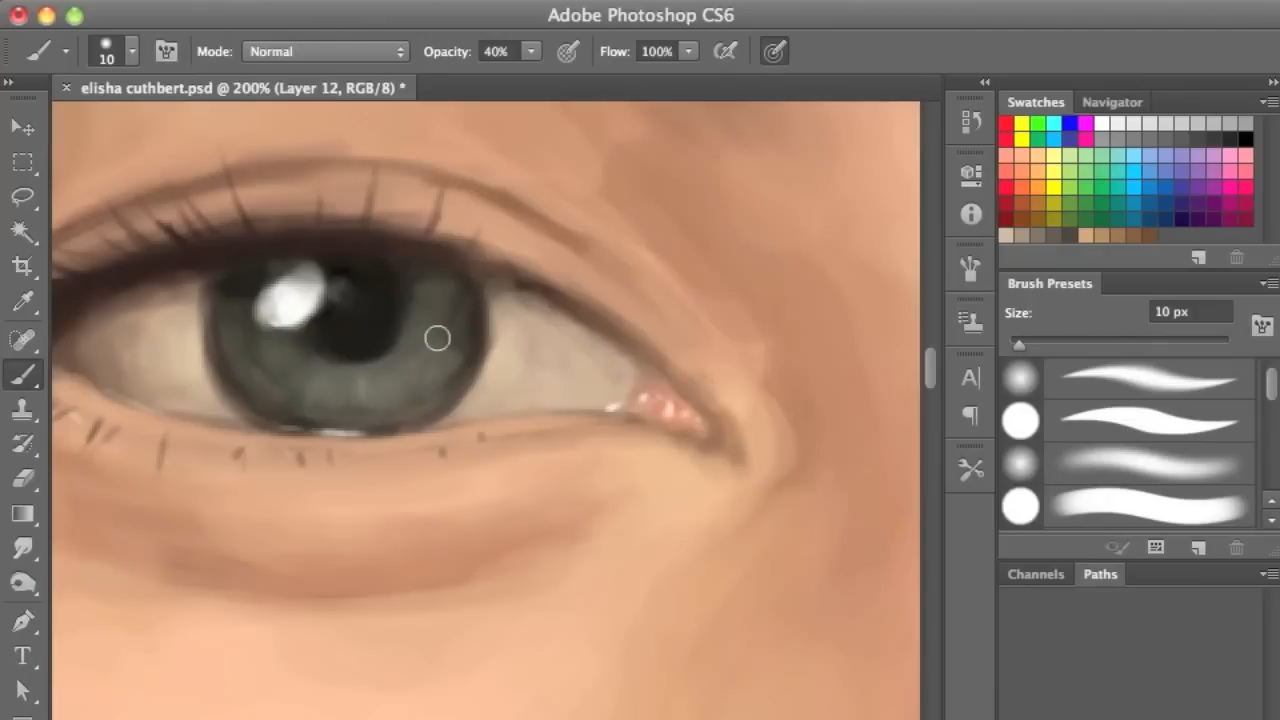 Adobe Photoshop CS6
10 Mode: Normal Opacity: 40% Flow: 100%
× elisha cuthbert.psd @ 200% (Layer 12, RGB/8) *
Swatches Navigator
Brush Presets
Size: 10 px
A
T
Channels Paths